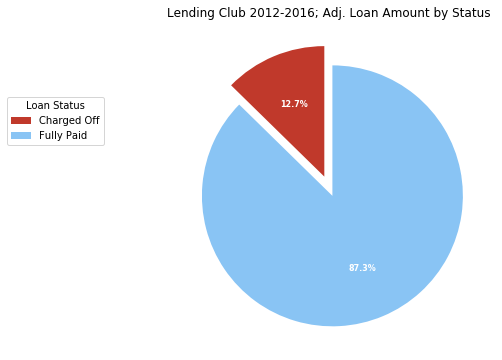 Lending Club 2012-2016; Adj. Loan Amount by Status
Loan Status
Charged Off
Fully Paid
12.7%
87.3%